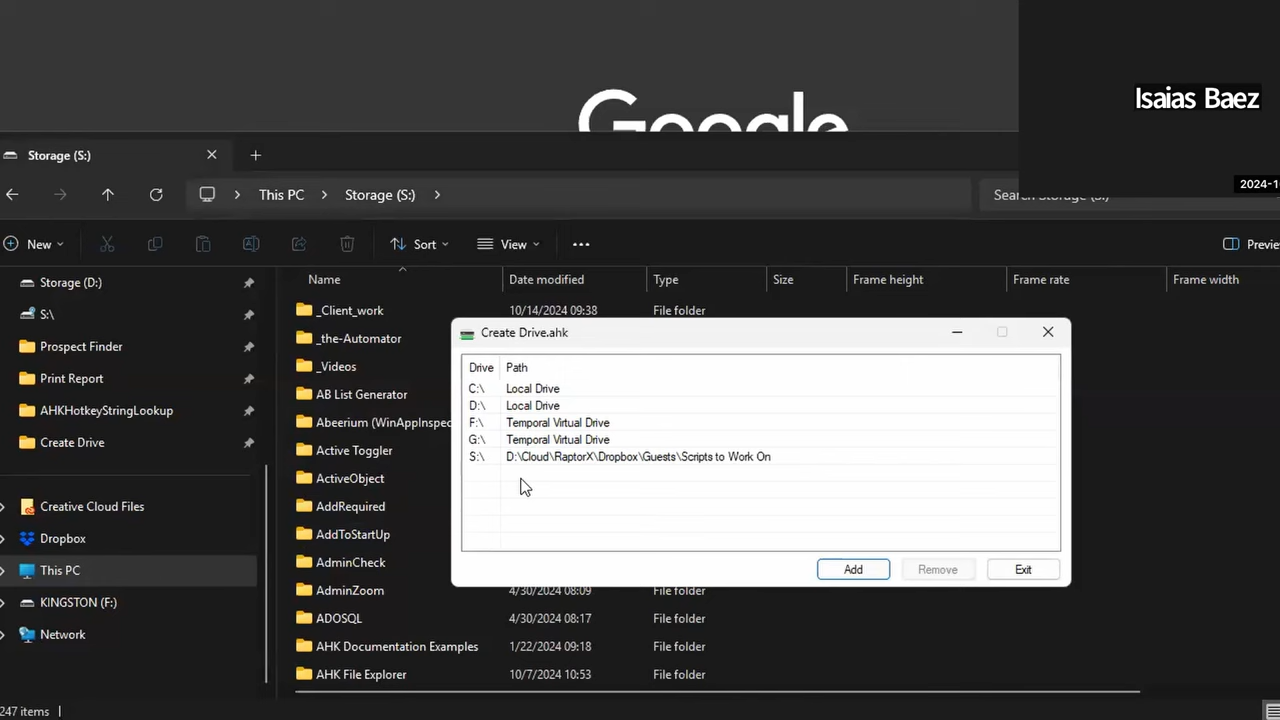 Google
Isaias Baez
2024-1
Storage (S:)
This PC
Storage (S:)
Search Storage (S:)
New
Sort
View
Preview
Storage (D:)
S:\
Prospect Finder
Print Report
AHKHotkeyStringLookup
Create Drive
Creative Cloud Files
Dropbox
This PC
KINGSTON (F:)
Network
Name
Date modified
Type
Size
Frame height
Frame rate
Frame width
_Client_work
10/14/2024 09:38
File folder
_the-Automator
_Videos
AB List Generator
Abeerium (WinAppInspec
Active Toggler
ActiveObject
AddRequired
AddToStartUp
AdminCheck
AdminZoom
4/30/2024 08:09
File folder
ADOSQL
4/30/2024 08:17
File folder
AHK Documentation Examples
1/22/2024 09:18
File folder
AHK File Explorer
10/7/2024 10:53
File folder
Create Drive.ahk
Drive
Path
C:\
Local Drive
D:\
Local Drive
F:\
Temporal Virtual Drive
G:\
Temporal Virtual Drive
S:\
D:\Cloud\RaptorX\Dropbox\Guests\Scripts to Work On
Add
Remove
Exit
247 items